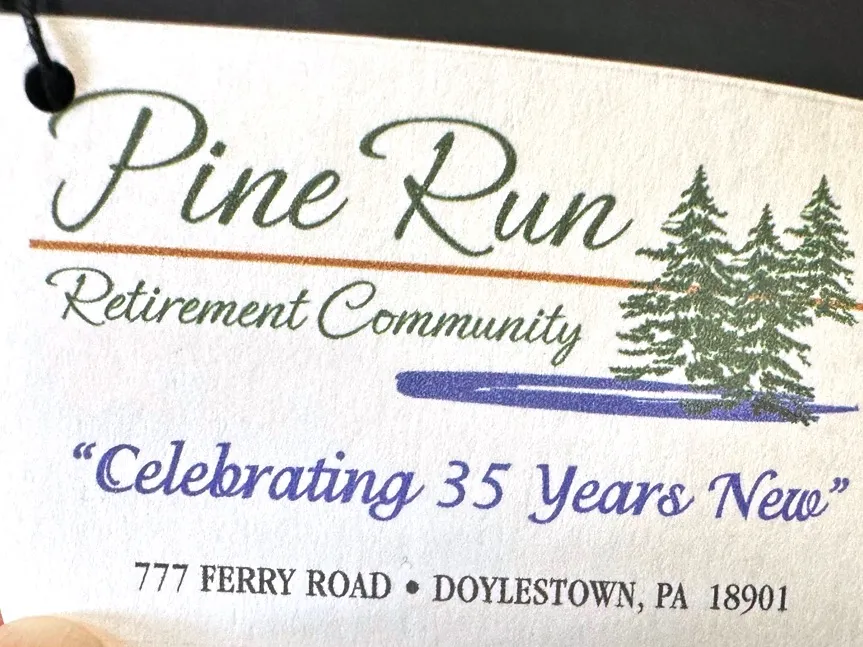 Pine Run
Retirement Community
“Celebrating 35 Years New”
777 FERRY ROAD • DOYLESTOWN, PA 18901